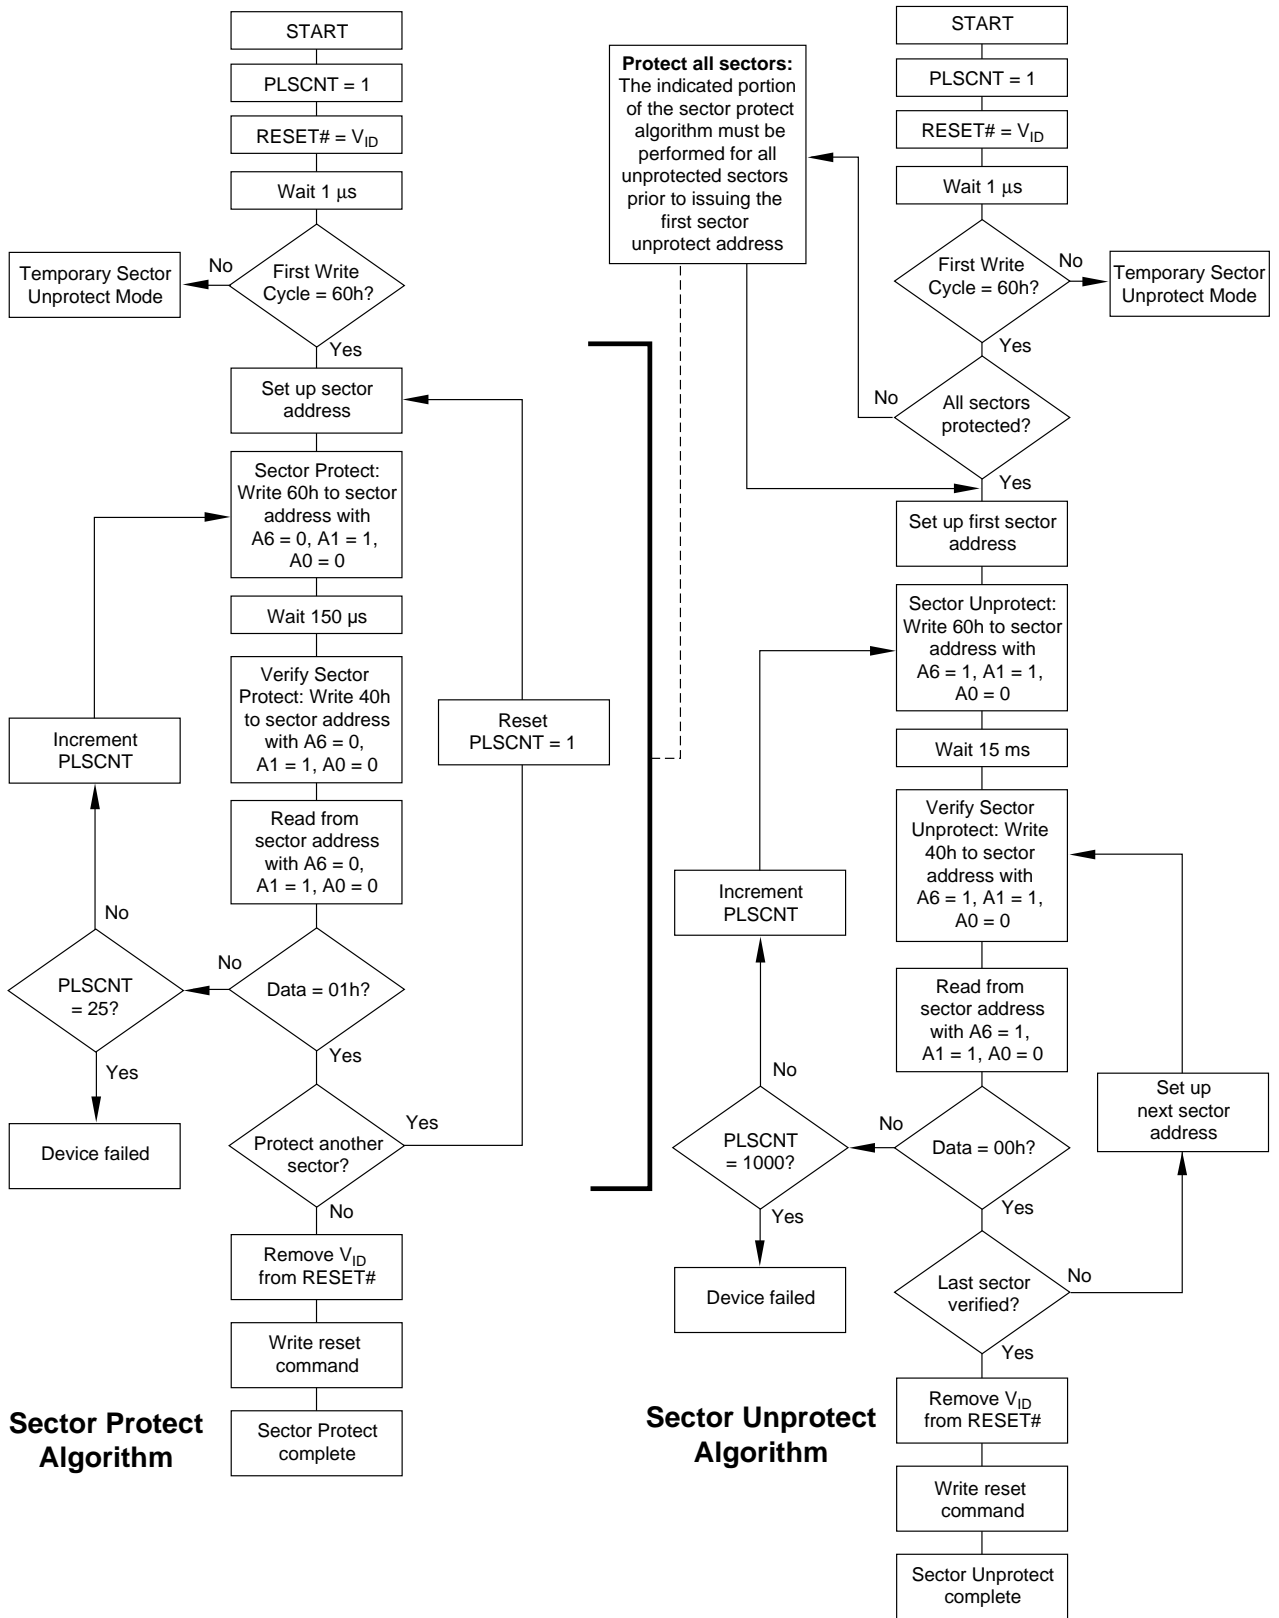 START
PLSCNT = 1
RESET# = VID
Wait 1 μs
First Write
Cycle = 60h?
No
Temporary Sector
Unprotect Mode
Yes
Set up sector
address
Sector Protect:
Write 60h to sector
address with
A6 = 0, A1 = 1,
A0 = 0
Wait 150 µs
Verify Sector
Protect: Write 40h
to sector address
with A6 = 0,
A1 = 1, A0 = 0
Increment
PLSCNT
Reset
PLSCNT = 1
Read from
sector address
with A6 = 0,
A1 = 1, A0 = 0
No
PLSCNT
= 25?
No
Data = 01h?
Yes
Yes
Device failed
Protect another
sector?
Yes
No
Remove VID
from RESET#
Write reset
command
Sector Protect
complete
Sector Protect
Algorithm
Protect all sectors:
The indicated portion
of the sector protect
algorithm must be
performed for all
unprotected sectors
prior to issuing the
first sector
unprotect address
START
PLSCNT = 1
RESET# = VID
Wait 1 μs
First Write
Cycle = 60h?
No
Temporary Sector
Unprotect Mode
Yes
No
All sectors
protected?
Yes
Set up first sector
address
Sector Unprotect:
Write 60h to sector
address with
A6 = 1, A1 = 1,
A0 = 0
Wait 15 ms
Verify Sector
Unprotect: Write
40h to sector
address with
A6 = 1, A1 = 1,
A0 = 0
Increment
PLSCNT
Read from
sector address
with A6 = 1,
A1 = 1, A0 = 0
No
Set up
next sector
address
PLSCNT
= 1000?
No
Data = 00h?
Yes
Yes
Device failed
Last sector
verified?
No
Yes
Remove VID
from RESET#
Write reset
command
Sector Unprotect
complete
Sector Unprotect
Algorithm